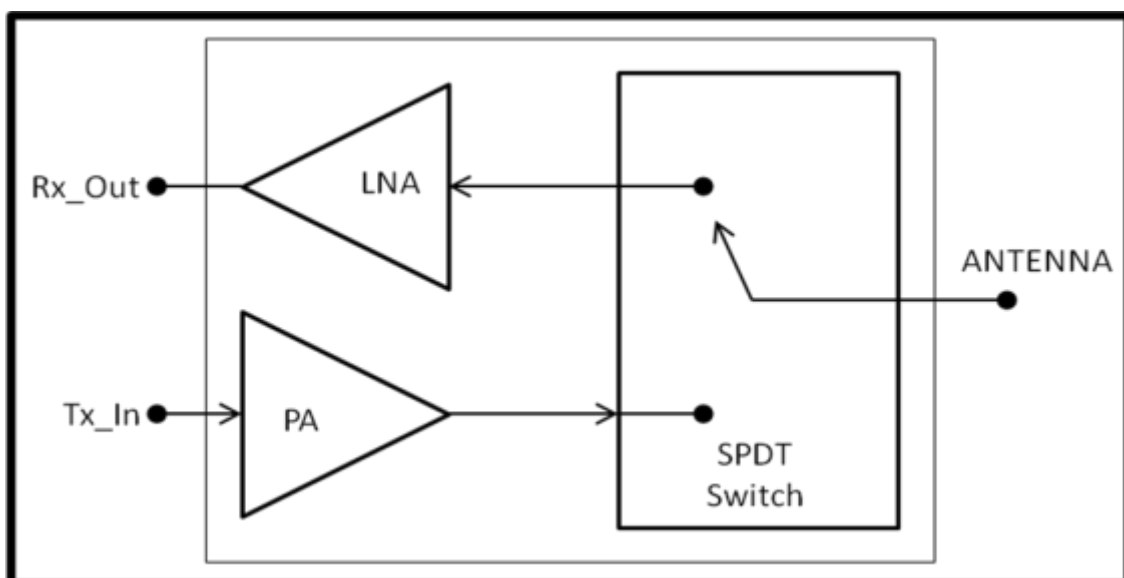 Rx_Out
LNA
ANTENNA
Tx_In
PA
SPDT
Switch